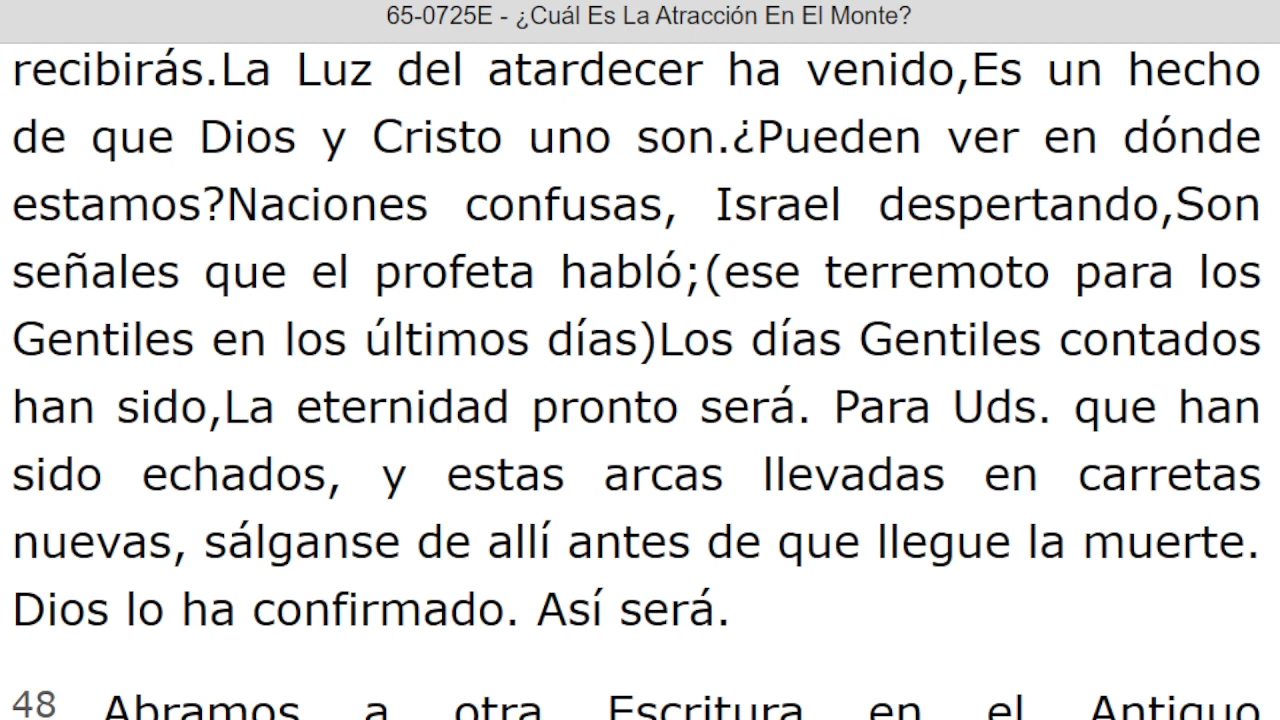 65-0725E - ¿Cuál Es La Atracción En El Monte?
recibirás.La Luz del atardecer ha venido,Es un hecho
de que Dios y Cristo uno son.¿Pueden ver en dónde
estamos?Naciones confusas, Israel despertando,Son
señales que el profeta habló;(ese terremoto para los
Gentiles en los últimos días)Los días Gentiles contados
han sido,La eternidad pronto será. Para Uds. que han
sido echados, y estas arcas llevadas en carretas
nuevas, sálganse de allí antes de que llegue la muerte.
Dios lo ha confirmado. Así será.
48 Abramos a otra Escritura en el Antiguo